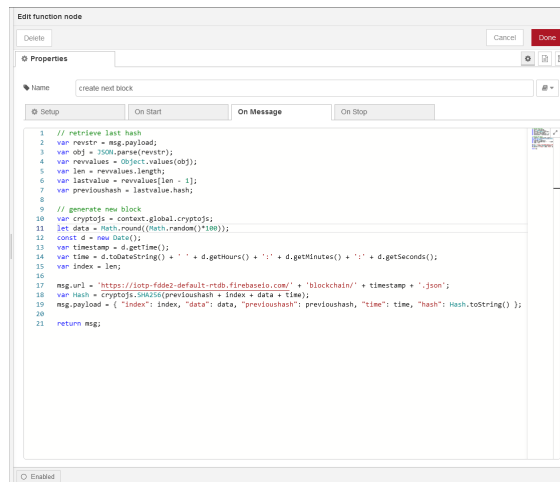 Edit function node
Delete
Cancel
Done
Properties
Name
create next block
Setup
On Start
On Message
On Stop
1 // retrieve last hash
2 var revstr = msg.payload;
3 var obj = JSON.parse(revstr);
4 var revvalues = Object.values(obj);
5 var len = revvalues.length;
6 var lastvalue = revvalues[len - 1];
7 var previoushash = lastvalue.hash;
8
9 // generate new block
10 var cryptojs = context.global.cryptojs;
11 let data = Math.round((Math.random()*100));
12 const d = new Date();
13 var timestamp = d.getTime();
14 var time = d.toDateString() + ' ' + d.getHours() + ':' + d.getMinutes() + ':' + d.getSeconds();
15 var index = len;
16
17 msg.url = 'https://iotp-fdde2-default-rtdb.firebaseio.com/' + 'blockchain/' + timestamp + '.json';
18 var Hash = cryptojs.SHA256(previoushash + index + data + time);
19 msg.payload = { "index": index, "data": data, "previoushash": previoushash, "time": time, "hash": Hash.toString() };
20
21 return msg;
Enabled